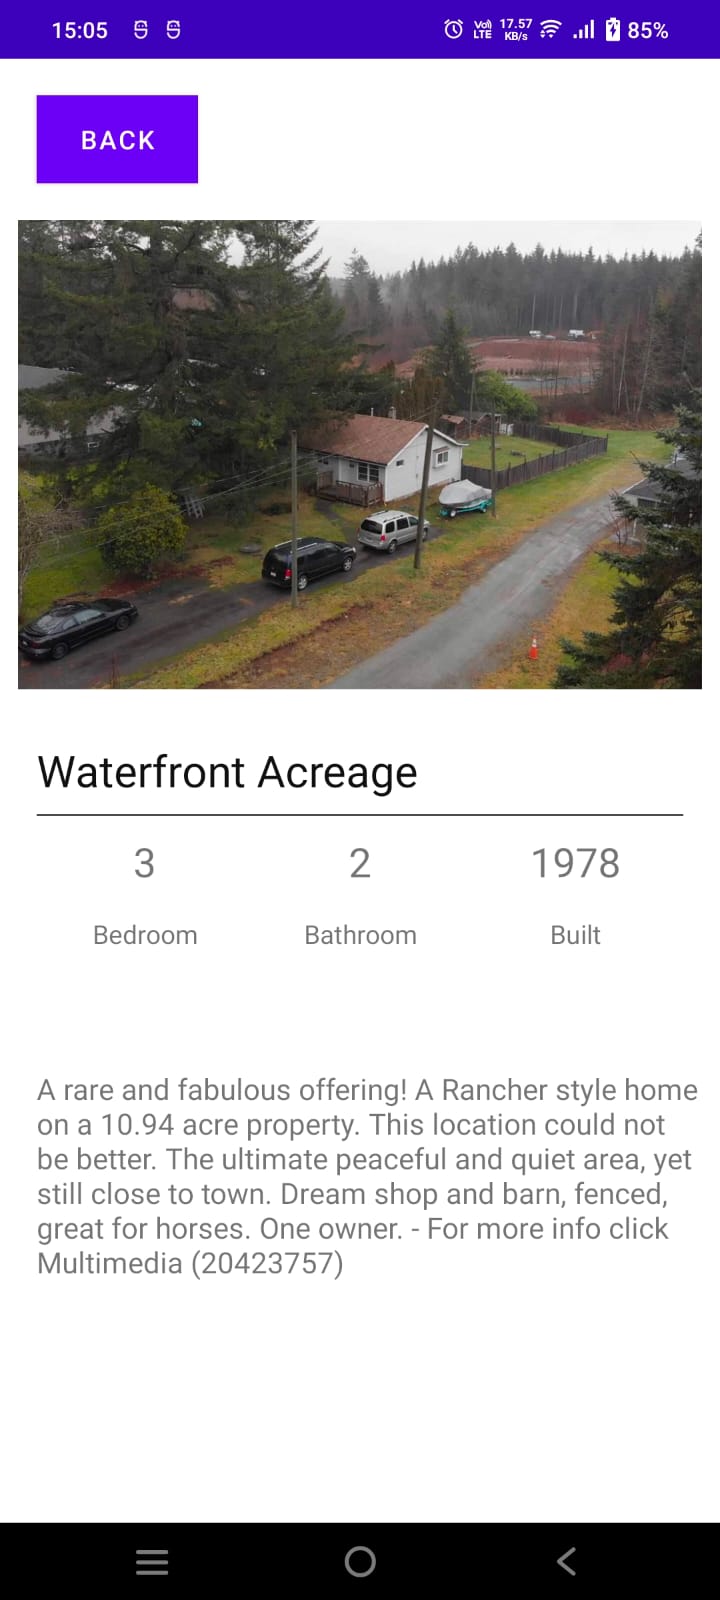 15:05 Vo) LTE 17.57 KB/s 85%
BACK
Waterfront Acreage
3 2 1978
Bedroom Bathroom Built
A rare and fabulous offering! A Rancher style home
on a 10.94 acre property. This location could not
be better. The ultimate peaceful and quiet area, yet
still close to town. Dream shop and barn, fenced,
great for horses. One owner. - For more info click
Multimedia (20423757)